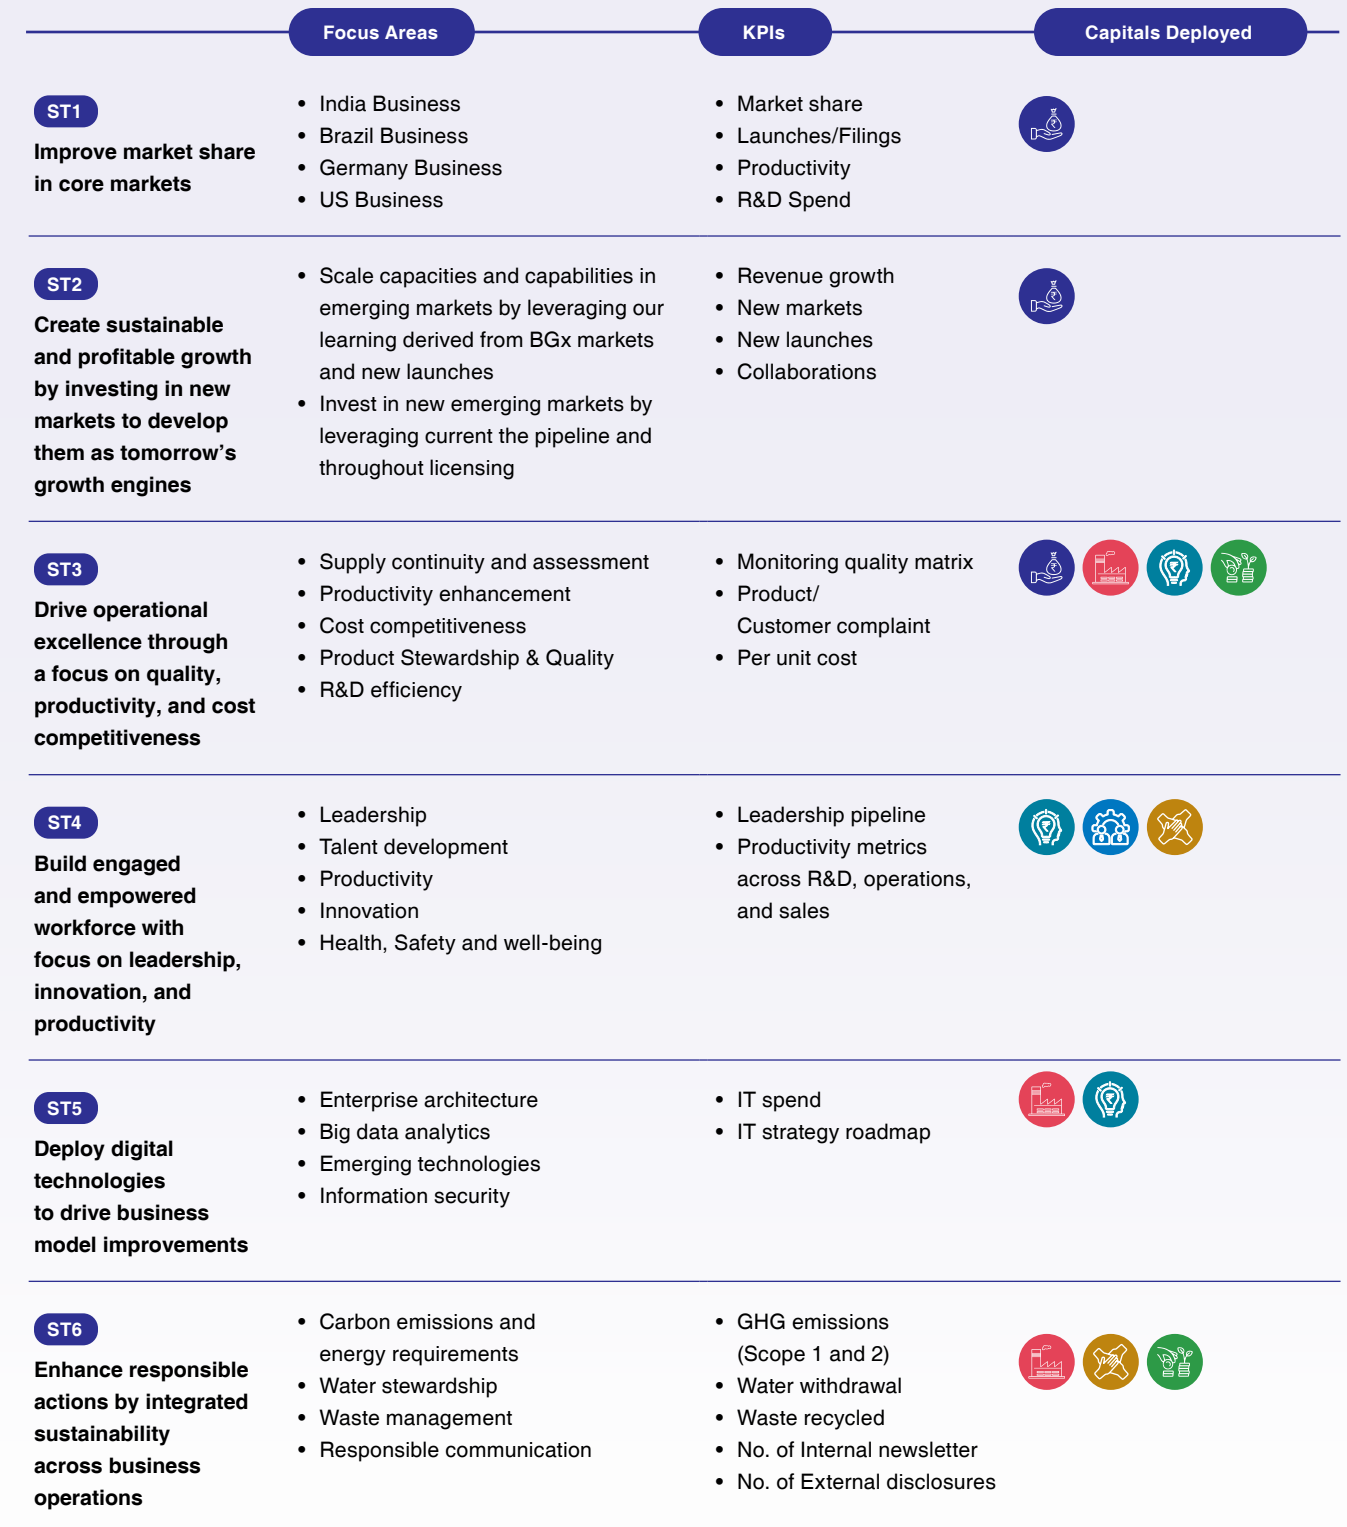 Focus Areas
KPIs
Capitals Deployed
ST1
Improve market share
in core markets
• India Business
• Brazil Business
• Germany Business
• US Business
• Market share
• Launches/Filings
• Productivity
• R&D Spend
ST2
Create sustainable
and profitable growth
by investing in new
markets to develop
them as tomorrow's
growth engines
• Scale capacities and capabilities in
emerging markets by leveraging our
learning derived from BGx markets
and new launches
• Invest in new emerging markets by
leveraging current the pipeline and
throughout licensing
• Revenue growth
• New markets
• New launches
• Collaborations
ST3
Drive operational
excellence through
a focus on quality,
productivity, and cost
competitiveness
• Supply continuity and assessment
• Productivity enhancement
• Cost competitiveness
• Product Stewardship & Quality
• R&D efficiency
• Monitoring quality matrix
• Product/
Customer complaint
• Per unit cost
ST4
Build engaged
and empowered
workforce with
focus on leadership,
innovation, and
productivity
• Leadership
• Talent development
• Productivity
• Innovation
• Health, Safety and well-being
• Leadership pipeline
• Productivity metrics
across R&D, operations,
and sales
ST5
Deploy digital
technologies
to drive business
model improvements
• Enterprise architecture
• Big data analytics
• Emerging technologies
• Information security
• IT spend
• IT strategy roadmap
ST6
Enhance responsible
actions by integrated
sustainability
across business
operations
• Carbon emissions and
energy requirements
• Water stewardship
• Waste management
• Responsible communication
• GHG emissions
(Scope 1 and 2)
• Water withdrawal
• Waste recycled
• No. of Internal newsletter
• No. of External disclosures